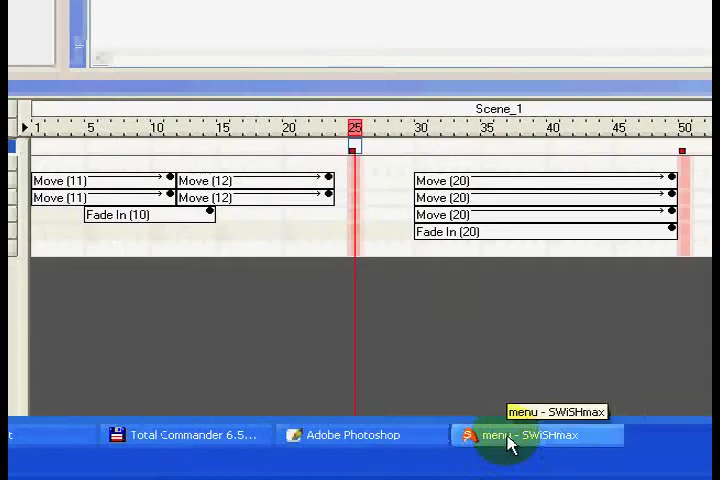 Scene_1
1 5 10 15 20 25 30 35 40 45 50
Move (11) Move (12) Move (20)
Move (11) Move (12) Move (20)
Fade In (10) Move (20)
Fade In (20)
menu - SWiSHmax
t Total Commander 6.5... Adobe Photoshop menu - SWiSHmax